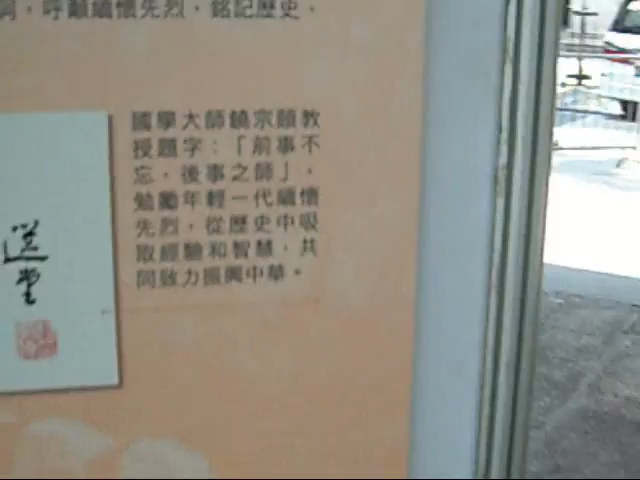 呼籲緬懷先烈，銘記歷史，
國學大師饒宗頤教
授題字：「前事不
忘，後事之師」，
勉勵年輕一代緬懷
先烈，從歷史中吸
取經驗和智慧，共
同致力振興中華。
選堂